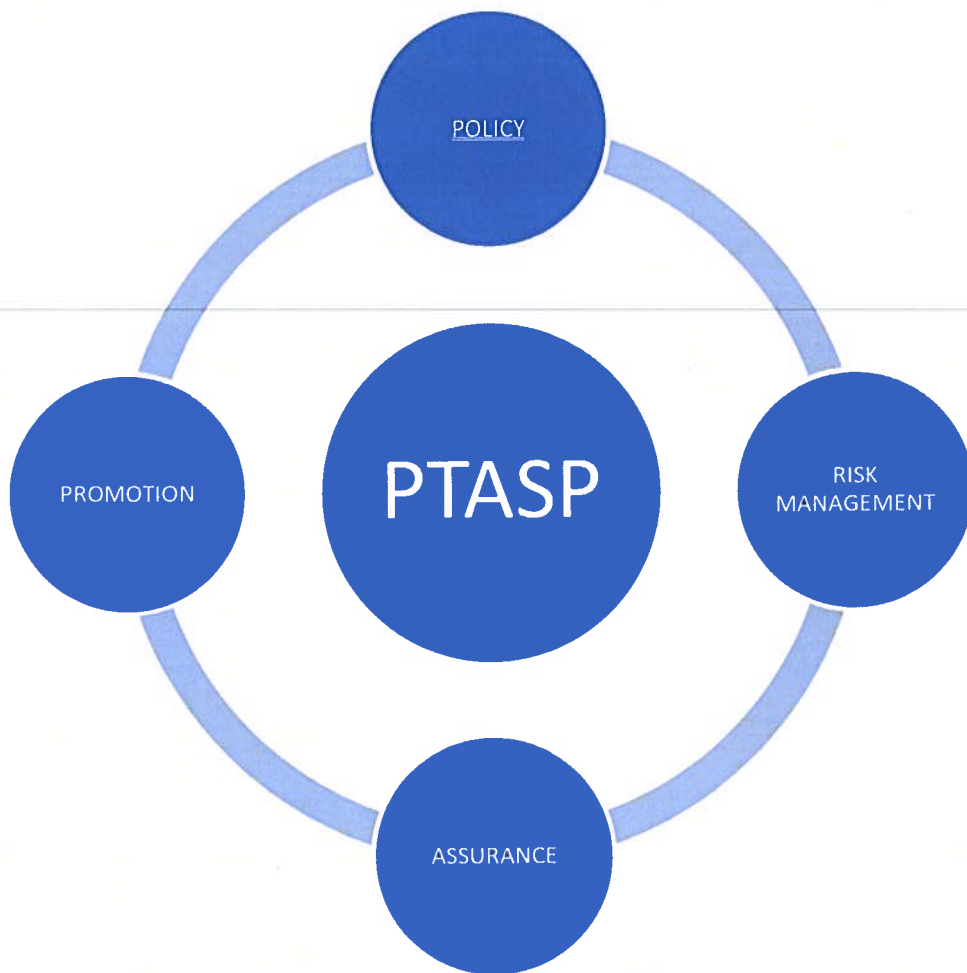 POLICY
PROMOTION
PTASP
RISK
MANAGEMENT
ASSURANCE